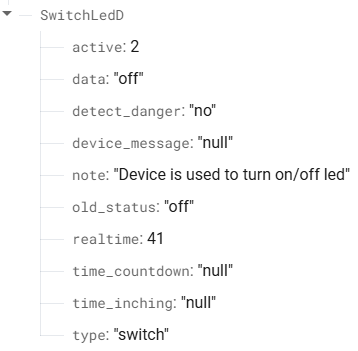 SwitchLedD
active: 2
data: "off"
detect_danger: "no"
device_message: "null"
note: "Device is used to turn on/off led"
old_status: "off"
realtime: 41
time_countdown: "null"
time_inching: "null"
type: "switch"